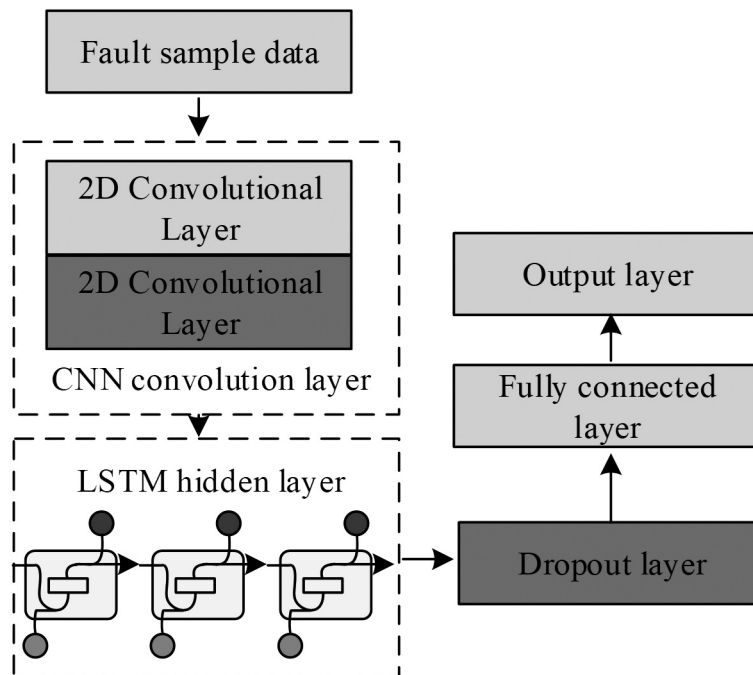 Fault sample data
2D Convolutional
Layer
2D Convolutional
Layer
CNN convolution layer
LSTM hidden layer
Output layer
Fully connected
layer
Dropout layer